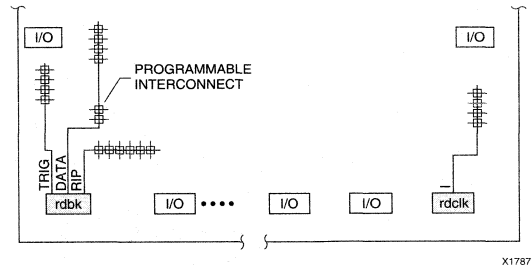 I/O I/O
PROGRAMMABLE
INTERCONNECT
TRIG
DATA
RIP
I
rdbk I/O I/O I/O rdclk
X1787